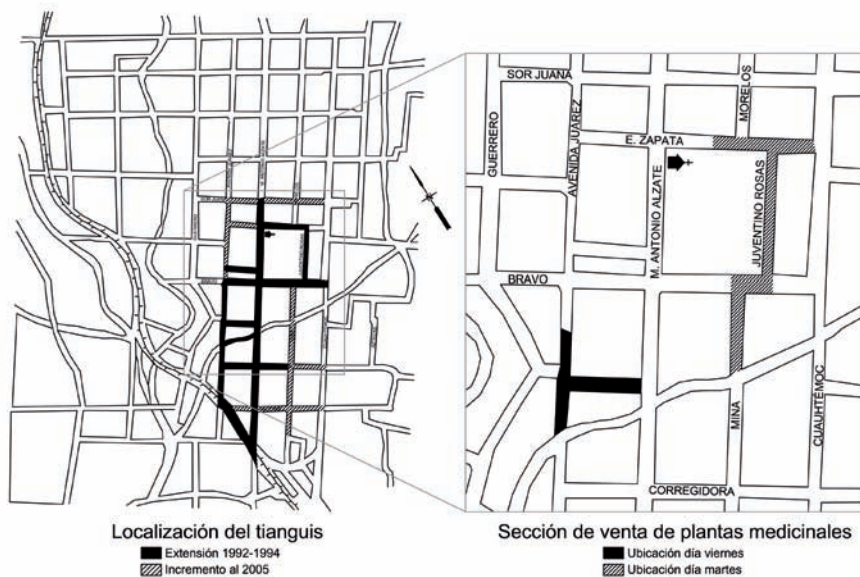 SOR JUANA
MORELOS
GUERRERO
AVENIDA JUAREZ
E. ZAPATA
M. ANTONIO ALZATE
JUVENTINO ROSAS
BRAVO
MINA
CUAUHTÉMOC
CORREGIDORA
Localización del tianguis
Extensión 1992-1994
Incremento al 2005
Sección de venta de plantas medicinales
Ubicación día viernes
Ubicación día martes